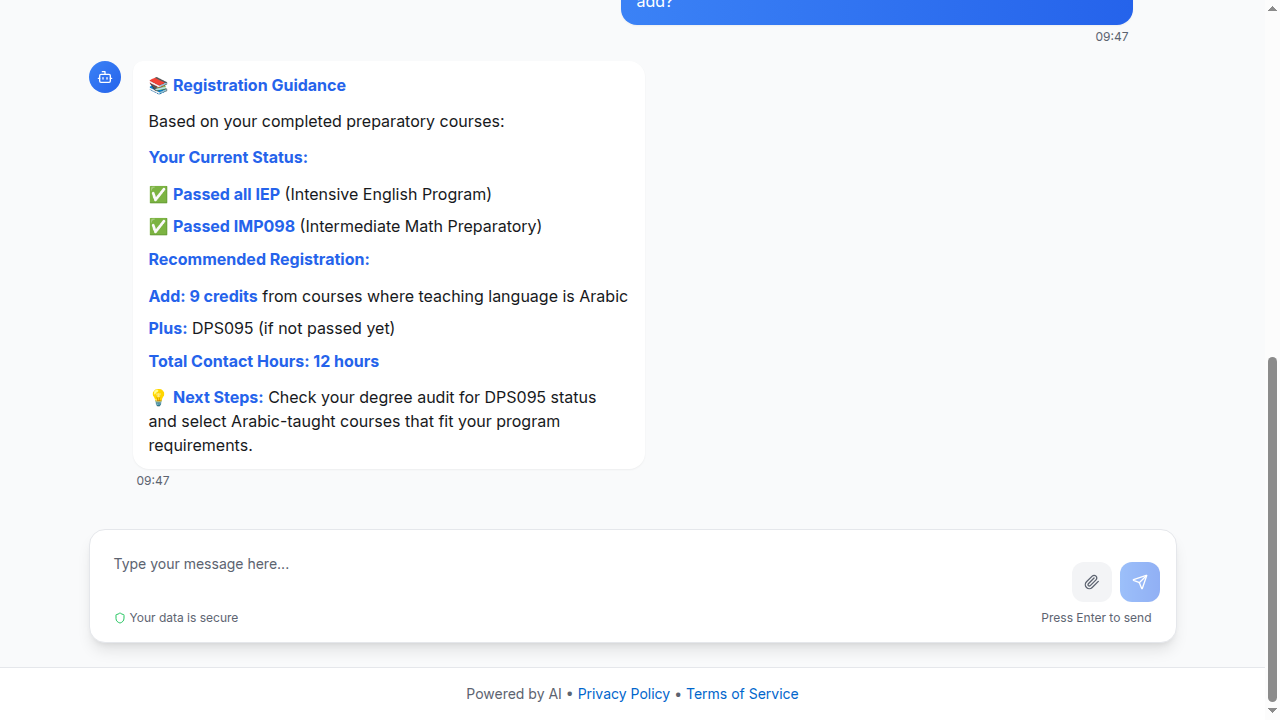 add?
09:47
📚 Registration Guidance
Based on your completed preparatory courses:
Your Current Status:
✅ Passed all IEP (Intensive English Program)
✅ Passed IMP098 (Intermediate Math Preparatory)
Recommended Registration:
Add: 9 credits from courses where teaching language is Arabic
Plus: DPS095 (if not passed yet)
Total Contact Hours: 12 hours
💡 Next Steps: Check your degree audit for DPS095 status
and select Arabic-taught courses that fit your program
requirements.
09:47
Type your message here...
Your data is secure
Press Enter to send
Powered by AI • Privacy Policy • Terms of Service